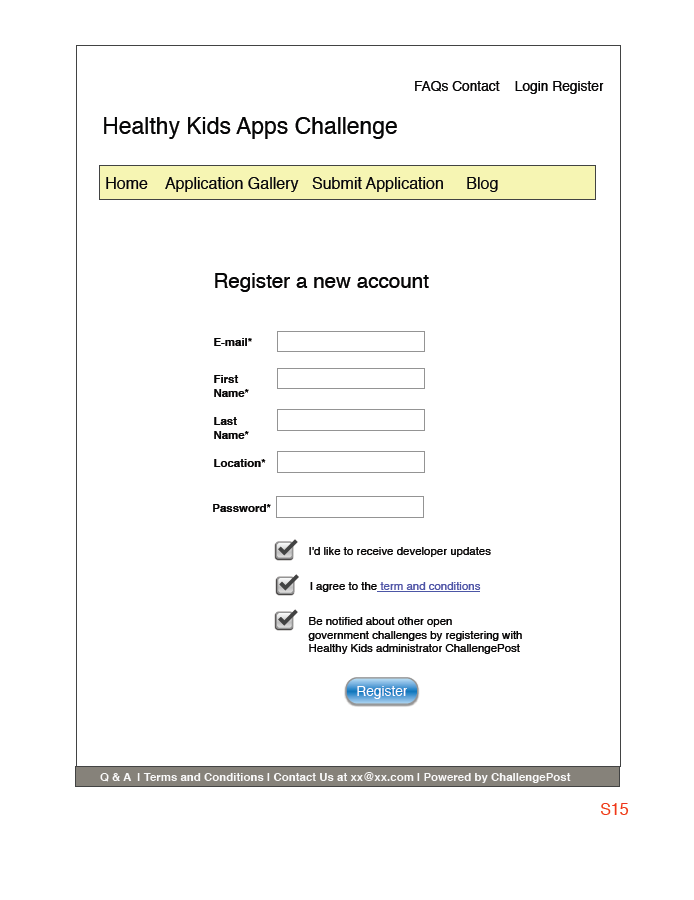 FAQs Contact Login Register
Healthy Kids Apps Challenge
Home Application Gallery Submit Application Blog
Register a new account
E-mail*
First
Name*
Last
Name*
Location*
Password*
I'd like to receive developer updates
I agree to the term and conditions
Be notified about other open
government challenges by registering with
Healthy Kids administrator ChallengePost
Register
Q & A | Terms and Conditions | Contact Us at xx@xx.com | Powered by ChallengePost
S15